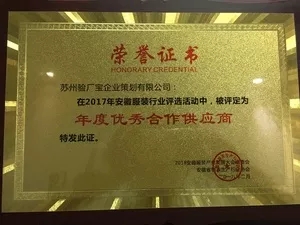 荣誉证书
HONRARY CREDENTIAL
苏州验厂宝企业策划有限公司：
在2017年安徽服装行业评选活动中，被评定为
年度优秀合作供应商
特发此证。